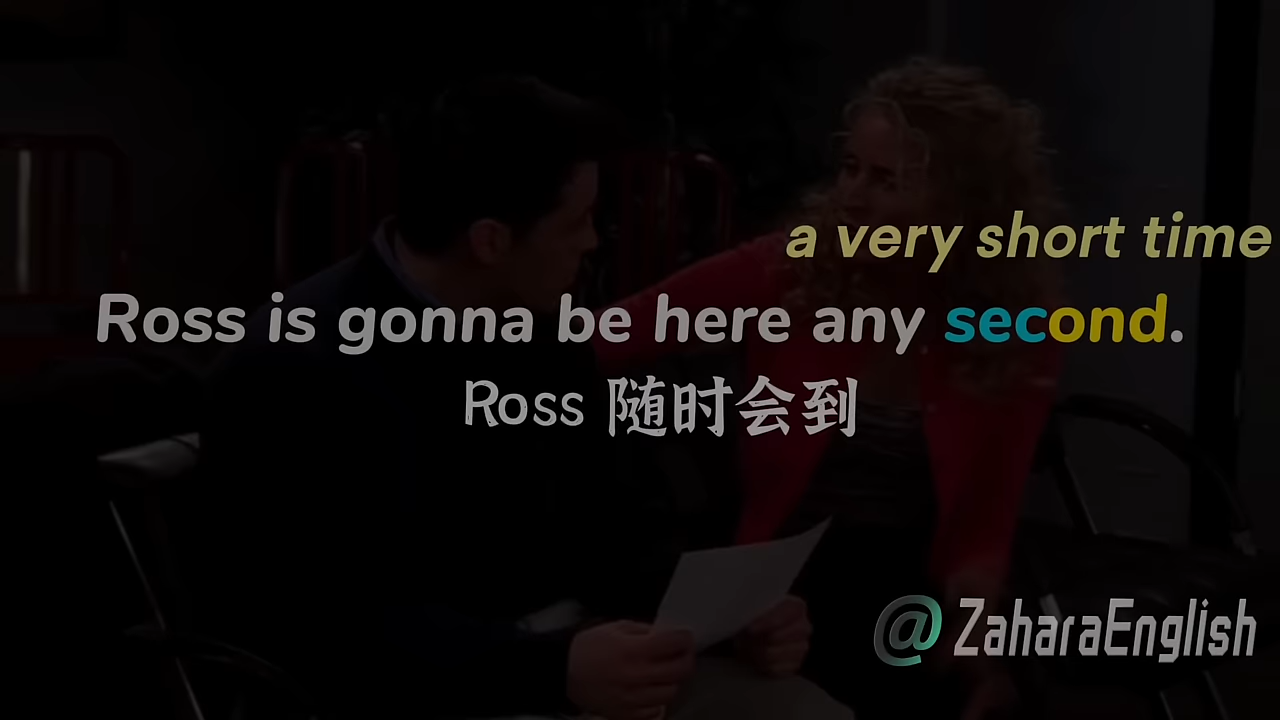 a very short time
Ross is gonna be here any second.
Ross 随时会到
@ZaharaEnglish